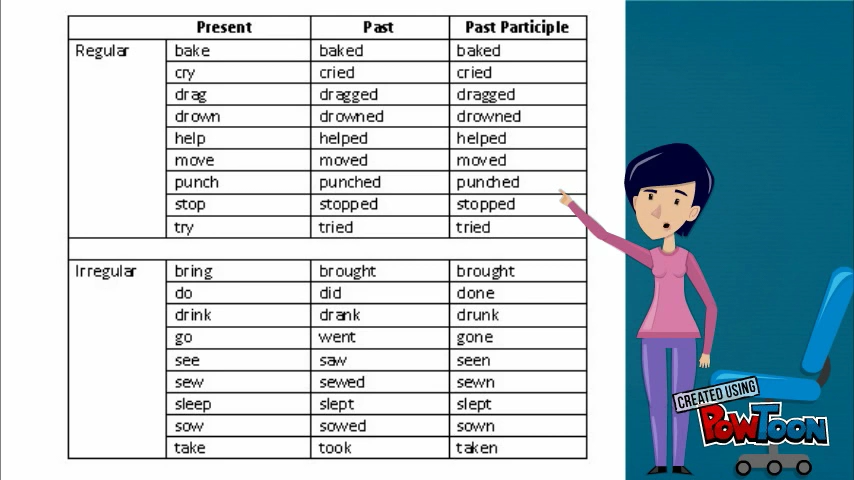 Present Past Past Participle
Regular bake baked baked
cry cried cried
drag dragged dragged
drown drowned drowned
help helped helped
move moved moved
punch punched punched
stop stopped stopped
try tried tried
Irregular bring brought brought
do did done
drink drank drunk
go went gone
see saw seen
sew sewed sewn
sleep slept slept
sow sowed sown
take took taken
CREATED USING
POWTOON